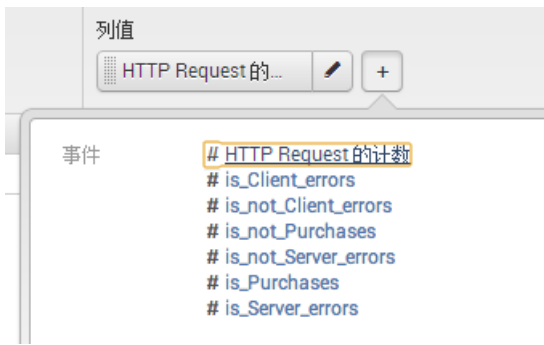 列值
HTTP Request 的...
+
事件
# HTTP Request 的计数
# is_Client_errors
# is_not_Client_errors
# is_not_Purchases
# is_not_Server_errors
# is_Purchases
# is_Server_errors